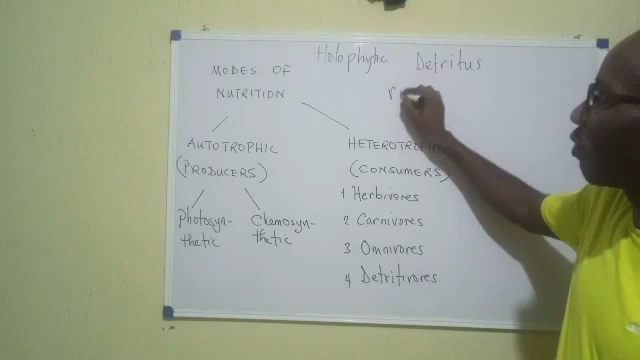 Holophytic Detritus
MODES OF
NUTRITION
r
AUTOTROPHIC
(PRODUCERS)
Photosyn-
thetic
Chemosyn-
thetic
(CONSUMERS)
1 Herbivores
2 Carnivores
3 Omnivores
4 Detritivores